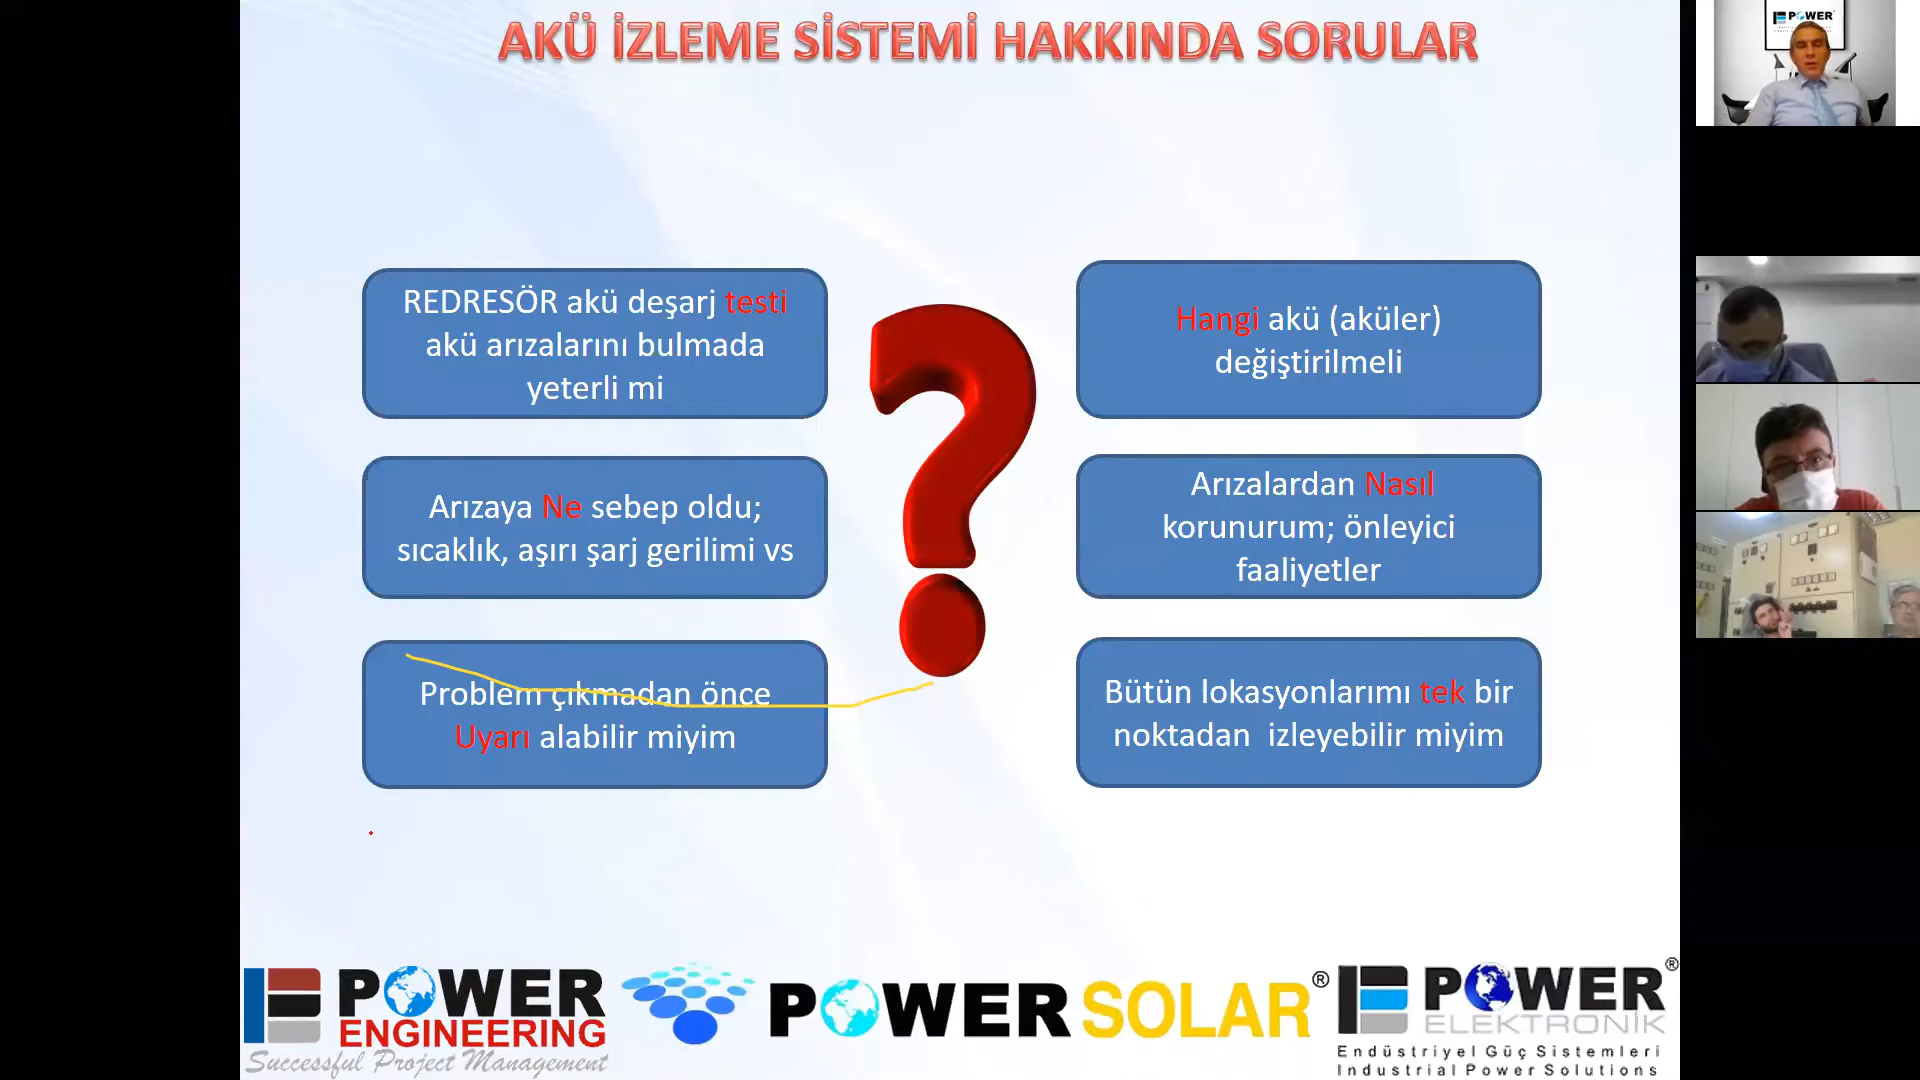 AKÜ İZLEME SİSTEMİ HAKKINDA SORULAR
REDRESÖR akü deşarj testi
akü arızalarını bulmada
yeterli mi
Hangi akü (aküler)
değiştirilmeli
Arızaya Ne sebep oldu;
sıcaklık, aşırı şarj gerilimi vs
Arızalardan Nasıl
korunurum; önleyici
faaliyetler
Problem çıkmadan önce
Uyarı alabilir miyim
Bütün lokasyonlarımı tek bir
noktadan izleyebilir miyim
POWER
ENGINEERING
Successful Project Management
POWER SOLAR®
POWER®
ELEKTRONİK
Endüstriyel Güç Sistemleri
Industrial Power Solutions
POWER